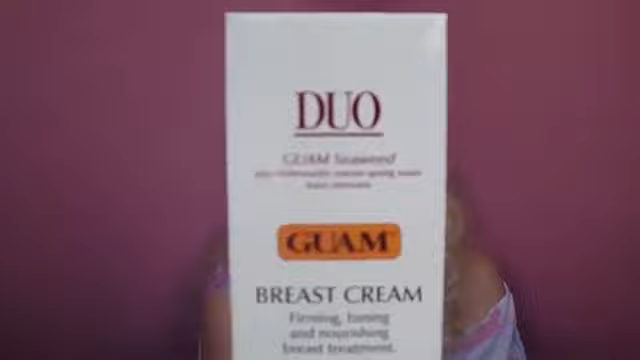 DUO
GUAM Seaweed
GUAM
BREAST CREAM
Firming, toning
and nourishing
breast treatment.